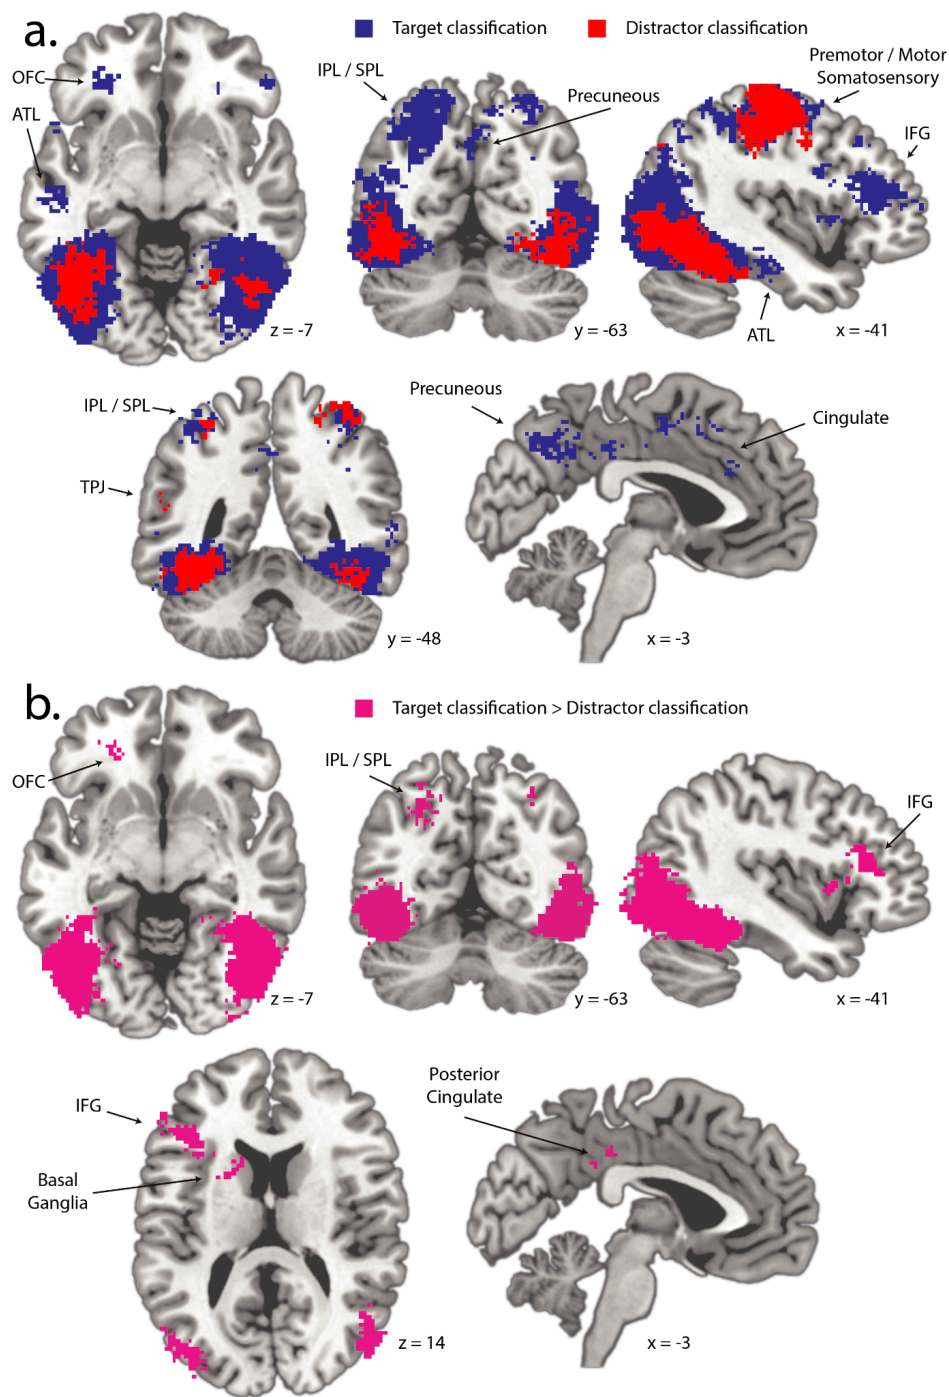 a.
Target classification
Distractor classification
OFC
ATL
z = -7
IPL / SPL
Precuneous
y = -63
Premotor / Motor
Somatosensory
IFG
ATL
x = -41
IPL / SPL
TPJ
y = -48
Precuneous
Cingulate
x = -3
b.
Target classification > Distractor classification
OFC
z = -7
IPL / SPL
y = -63
IFG
x = -41
IFG
Basal
Ganglia
z = 14
Posterior
Cingulate
x = -3